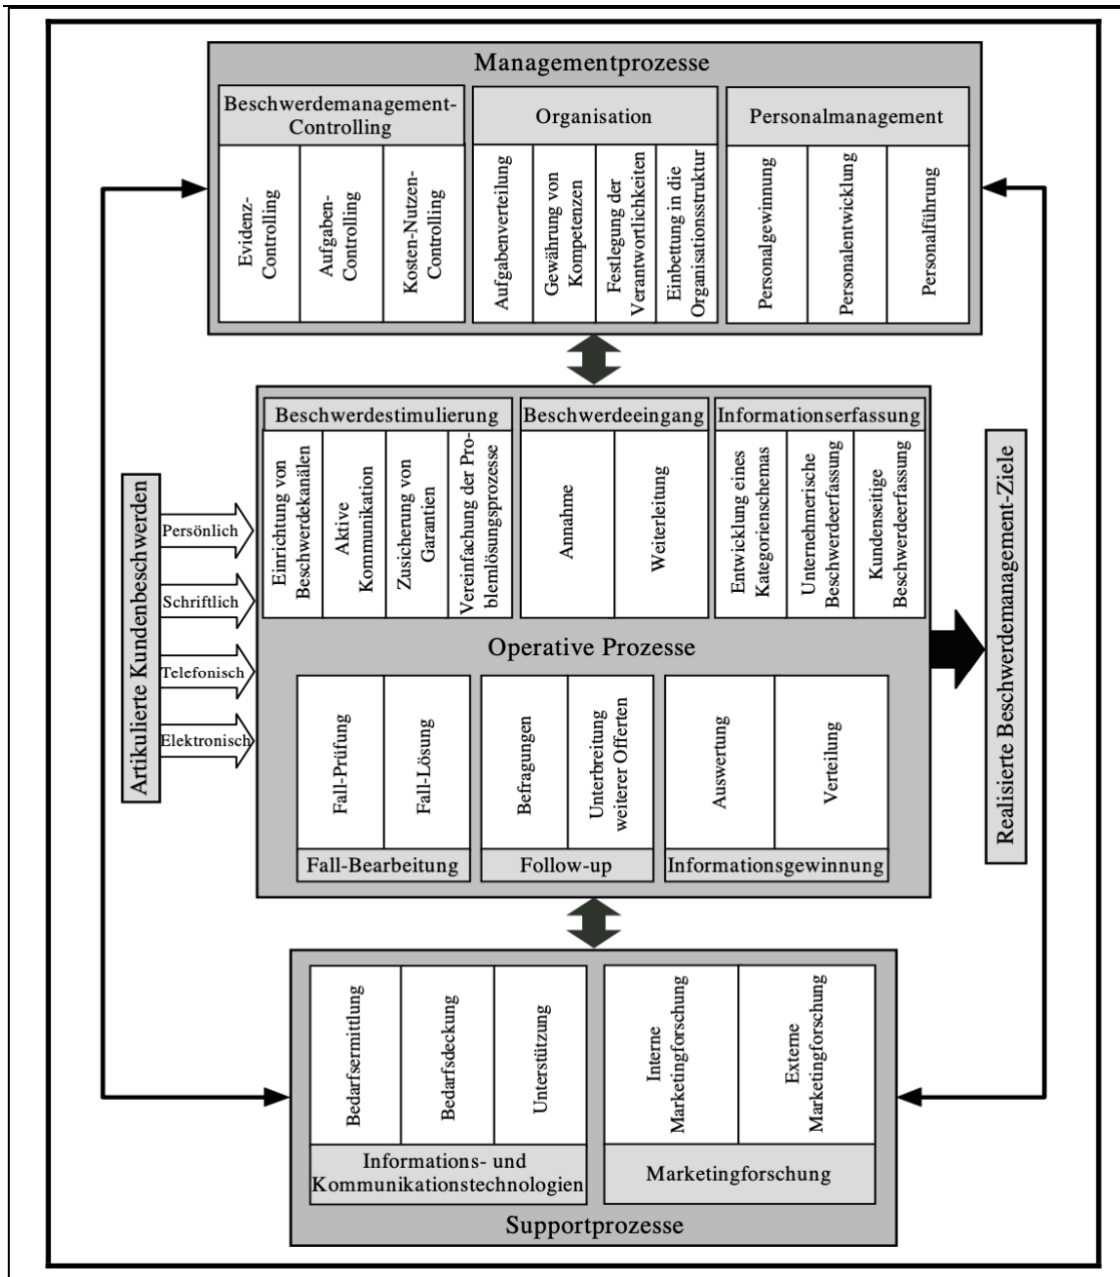 Managementprozesse
Beschwerdemanagement-
Controlling
Organisation
Personalmanagement
Evidenz-
Controlling
Aufgaben-
Controlling
Kosten-Nutzen-
Controlling
Aufgabenverteilung
Gewährung von
Kompetenzen
Festlegung der
Verantwortlichkeiten
Einbettung in die
Organisationsstruktur
Personalgewinnung
Personalentwicklung
Personalführung
Artikulierte Kundenbeschwerden
Persönlich
Schriftlich
Telefonisch
Elektronisch
Beschwerdestimulierung
Beschwerdeeingang
Informationserfassung
Einrichtung von
Beschwerdekanälen
Aktive
Kommunikation
Zusicherung von
Garantien
Vereinfachung der Pro-
blemlösungsprozesse
Annahme
Weiterleitung
Entwicklung eines
Kategorienschemas
Unternehmerische
Beschwerdeerfassung
Kundenseitige
Beschwerdeerfassung
Operative Prozesse
Fall-Prüfung
Fall-Lösung
Befragungen
Unterbreitung
weiterer Offerten
Auswertung
Verteilung
Fall-Bearbeitung
Follow-up
Informationsgewinnung
Realisierte Beschwerdemanagement-Ziele
Bedarfsermittlung
Bedarfsdeckung
Unterstützung
Interne
Marketingforschung
Externe
Marketingforschung
Informations- und
Kommunikationstechnologien
Marketingforschung
Supportprozesse